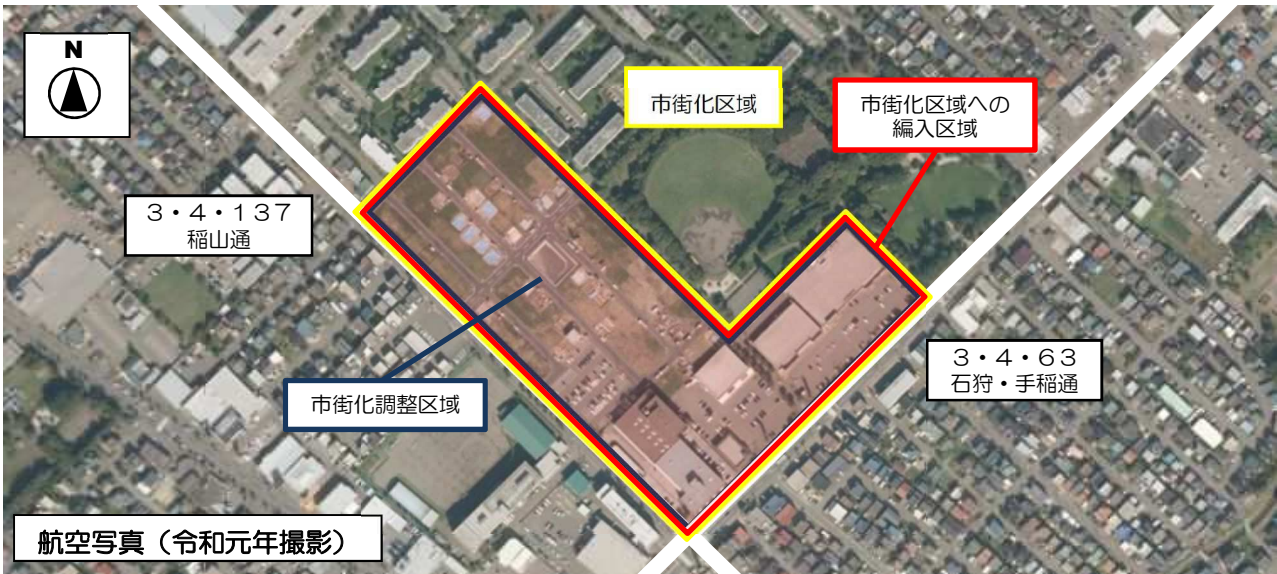 N
市街化区域
市街化区域への
編入区域
３・４・137
稲山通
３・４・６３
石狩・手稲通
市街化調整区域
航空写真（令和元年撮影）